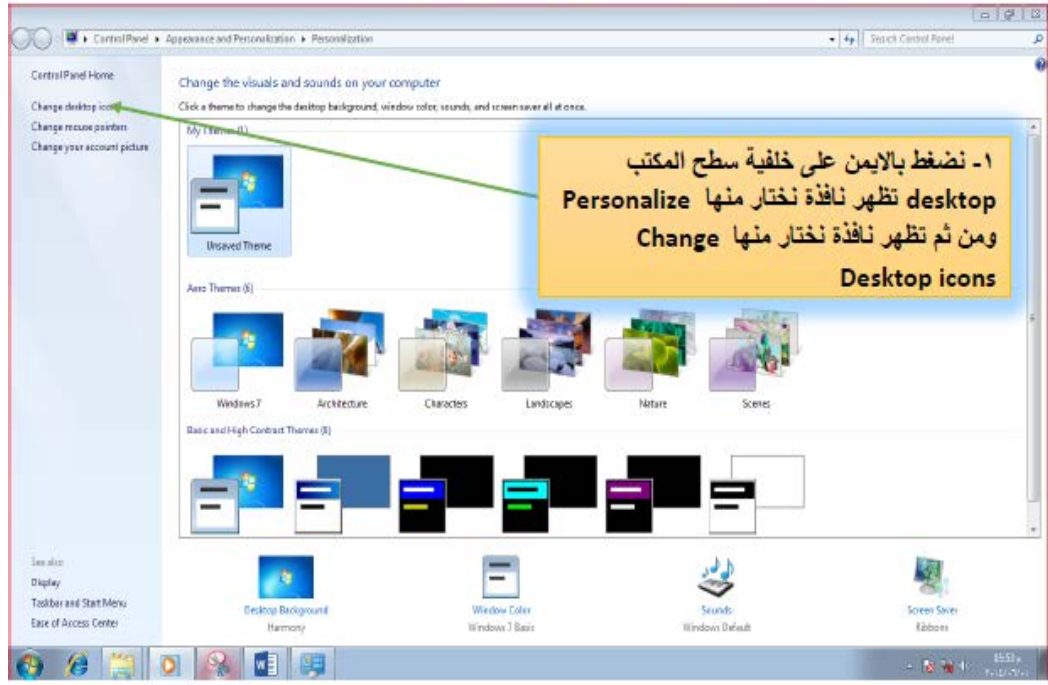 Control Panel ▸ Appearance and Personalization ▸ Personalization
Search Control Panel
Control Panel Home
Change desktop icons
Change mouse pointers
Change your account picture
Change the visuals and sounds on your computer
Click a theme to change the desktop background, window color, sounds, and screen saver all at once.
My Themes (1)
Unsaved Theme
١- نضغط بالايمن على خلفية سطح المكتب
desktop تظهر نافذة نختار منها Personalize
ومن ثم تظهر نافذة نختار منها Change
Desktop icons
Aero Themes (6)
Windows 7
Architecture
Characters
Landscapes
Nature
Scenes
Basic and High Contrast Themes (8)
See also
Display
Taskbar and Start Menu
Ease of Access Center
Desktop Background
Harmony
Window Color
Windows 7 Basic
Sounds
Windows Default
Screen Saver
Ribbons